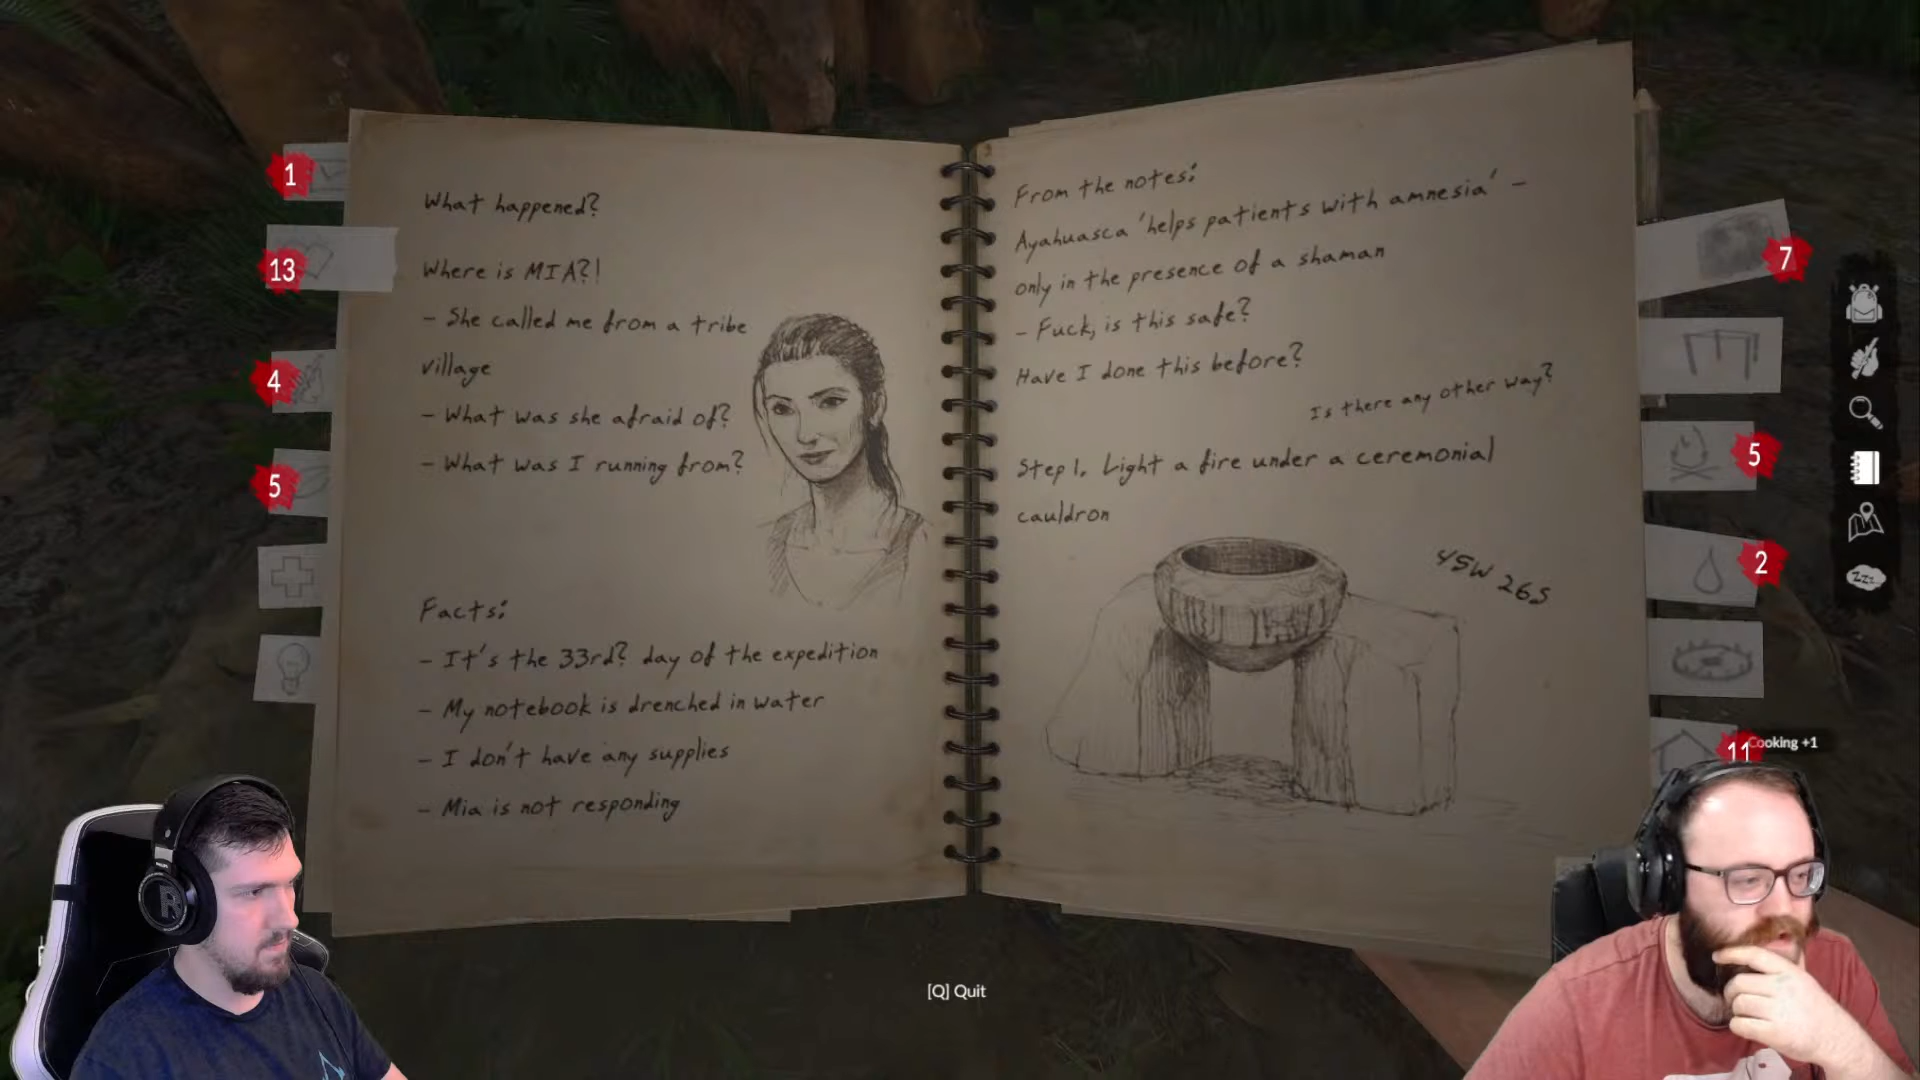 What happened?
Where is MIA?!
- She called me from a tribe
village
- What was she afraid of?
- What was I running from?
Facts:
- It's the 33rd? day of the expedition
- My notebook is drenched in water
- I don't have any supplies
- Mia is not responding
From the notes:
Ayahuasca 'helps patients with amnesia' -
only in the presence of a shaman
- Fuck, is this safe?
Have I done this before?
Is there any other way?
Step 1. Light a fire under a ceremonial
cauldron
45W 26S
1
13
4
5
7
5
2
11
Cooking +1
zzz
[Q] Quit
R